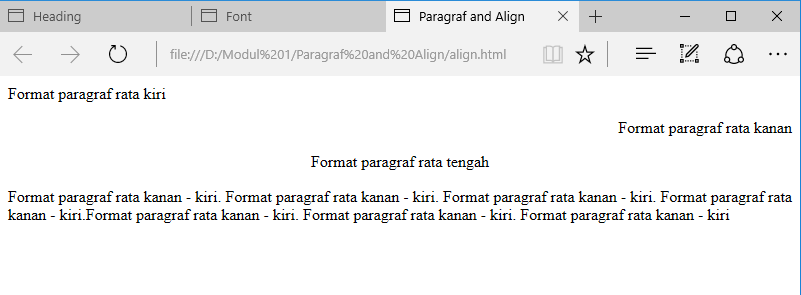 Heading
Font
Paragraf and Align
file:///D:/Modul%201/Paragraf%20and%20Align/align.html
Format paragraf rata kiri
Format paragraf rata kanan
Format paragraf rata tengah
Format paragraf rata kanan - kiri. Format paragraf rata kanan - kiri. Format paragraf rata kanan - kiri. Format paragraf rata
kanan - kiri.Format paragraf rata kanan - kiri. Format paragraf rata kanan - kiri. Format paragraf rata kanan - kiri